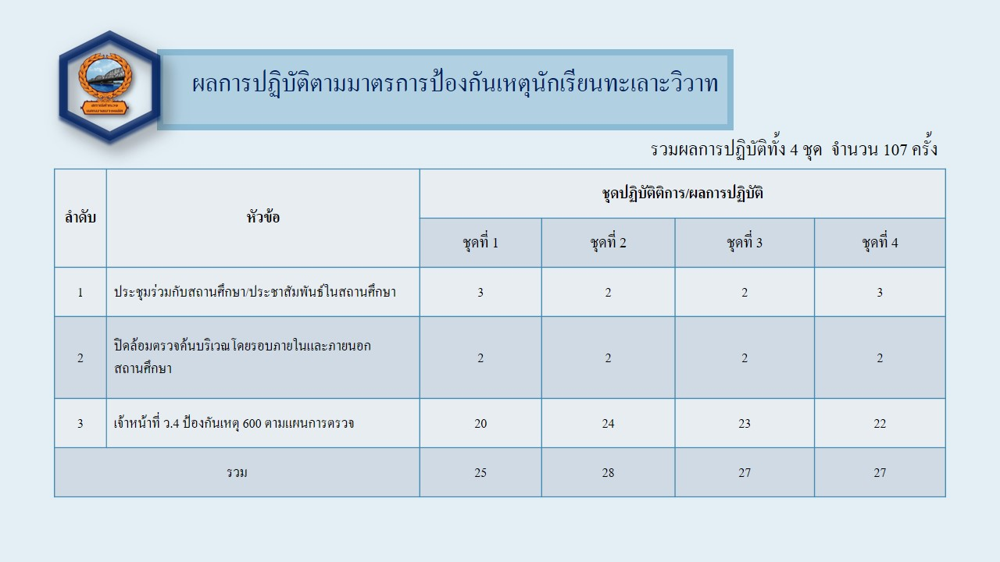 ผลการปฏิบัติตามมาตรการป้องกันเหตุนักเรียนทะเลาะวิวาท
รวมผลการปฏิบัติทั้ง 4 ชุด จำนวน 107 ครั้ง
ลำดับ หัวข้อ ชุดปฏิบัติติการ/ผลการปฏิบัติ
ชุดที่ 1 ชุดที่ 2 ชุดที่ 3 ชุดที่ 4
1 ประชุมร่วมกับสถานศึกษา/ประชาสัมพันธ์ในสถานศึกษา 3 2 2 3
2 ปิดล้อมตรวจค้นบริเวณโดยรอบภายในและภายนอก
สถานศึกษา 2 2 2 2
3 เจ้าหน้าที่ ว.4 ป้องกันเหตุ 600 ตามแผนการตรวจ 20 24 23 22
รวม 25 28 27 27